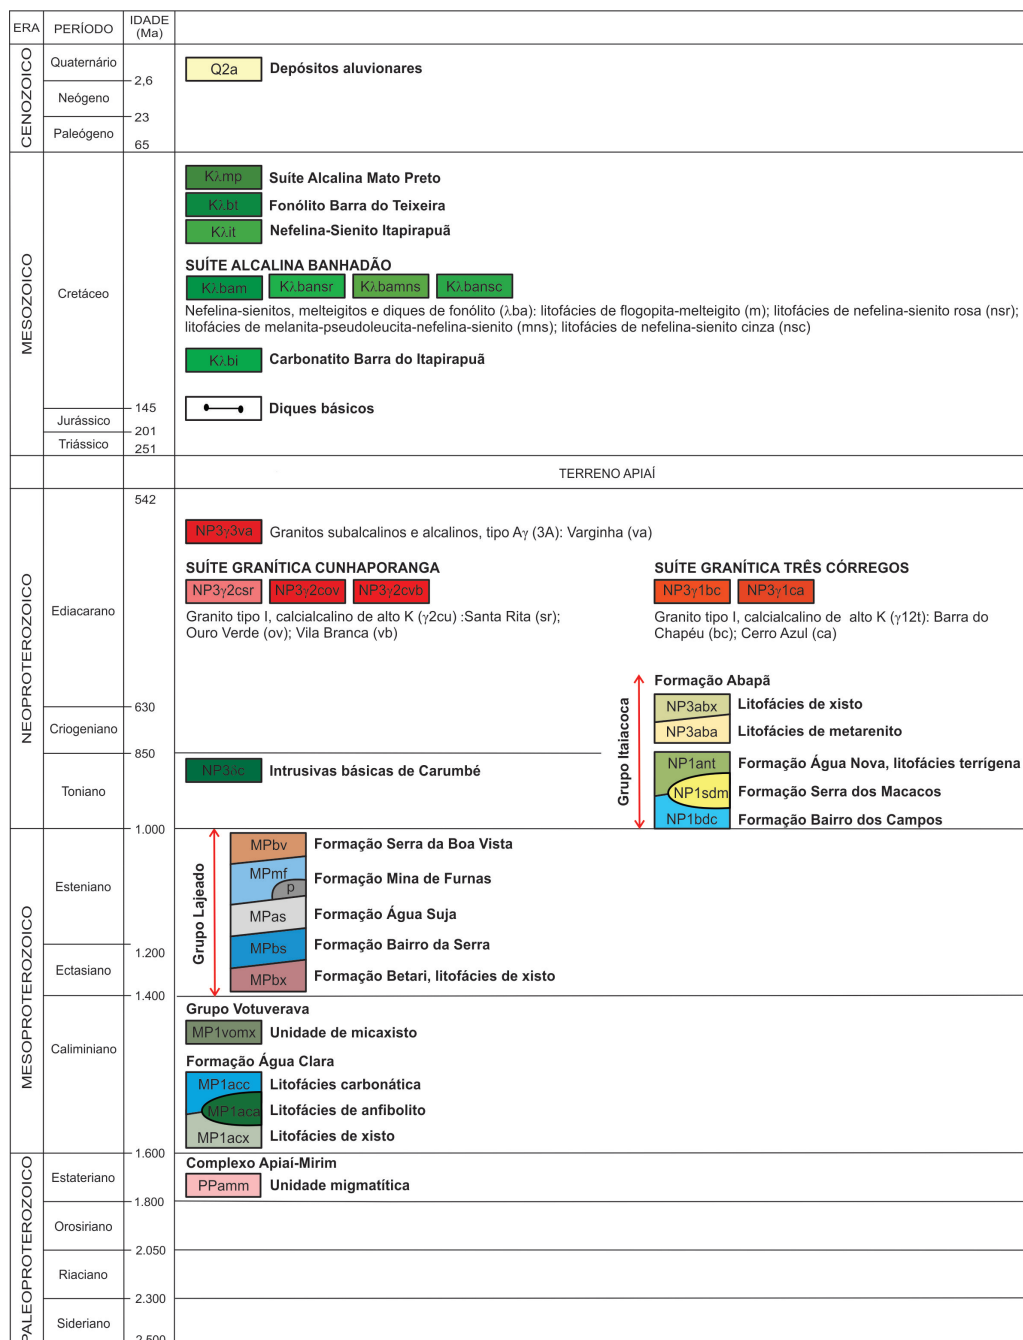 ERA PERÍODO IDADE (Ma)
CENOZOICO
Quaternário
2,6
Neógeno
23
Paleógeno
65
Q2a Depósitos aluvionares
MESOZOICO
Cretáceo
145
Jurássico
201
Triássico
251
Kλmp Suíte Alcalina Mato Preto
Kλbt Fonólito Barra do Teixeira
Kλit Nefelina-Sienito Itapirapuã
SUÍTE ALCALINA BANHADÃO
Kλbam Kλbansr Kλbamns Kλbansc
Nefelina-sienitos, melteigitos e diques de fonólito (λba): litofácies de flogopita-melteigito (m); litofácies de nefelina-sienito rosa (nsr);
litofácies de melanita-pseudoleucita-nefelina-sienito (mns); litofácies de nefelina-sienito cinza (nsc)
Kλbi Carbonatito Barra do Itapirapuã
Diques básicos
TERRENO APIAÍ
NEOPROTEROZOICO
542
Ediacarano
630
Criogeniano
850
Toniano
1.000
NP3γ3va Granitos subalcalinos e alcalinos, tipo Aγ (3A): Varginha (va)
SUÍTE GRANÍTICA CUNHAPORANGA
NP3γ2csr NP3γ2cov NP3γ2cvb
Granito tipo I, calcialcalino de alto K (γ2cu) :Santa Rita (sr);
Ouro Verde (ov); Vila Branca (vb)
SUÍTE GRANÍTICA TRÊS CÓRREGOS
NP3γ1bc NP3γ1ca
Granito tipo I, calcialcalino de alto K (γ12t): Barra do
Chapéu (bc); Cerro Azul (ca)
Grupo Itaiacoca
Formação Abapã
NP3abx Litofácies de xisto
NP3aba Litofácies de metarenito
NP1ant Formação Água Nova, litofácies terrígena
NP1sdm Formação Serra dos Macacos
NP1bdc Formação Bairro dos Campos
NP3δc Intrusivas básicas de Carumbé
MESOPROTEROZOICO
Esteniano
1.200
Ectasiano
1.400
Caliminiano
1.600
Grupo Lajeado
MPbv Formação Serra da Boa Vista
MPmf p Formação Mina de Furnas
MPas Formação Água Suja
MPbs Formação Bairro da Serra
MPbx Formação Betari, litofácies de xisto
Grupo Votuverava
MP1vomx Unidade de micaxisto
Formação Água Clara
MP1acc Litofácies carbonática
MP1aca Litofácies de anfibolito
MP1acx Litofácies de xisto
PALEOPROTEROZOICO
Estateriano
1.800
Orosiriano
2.050
Riaciano
2.300
Sideriano
2.500
Complexo Apiaí-Mirim
PPamm Unidade migmatítica